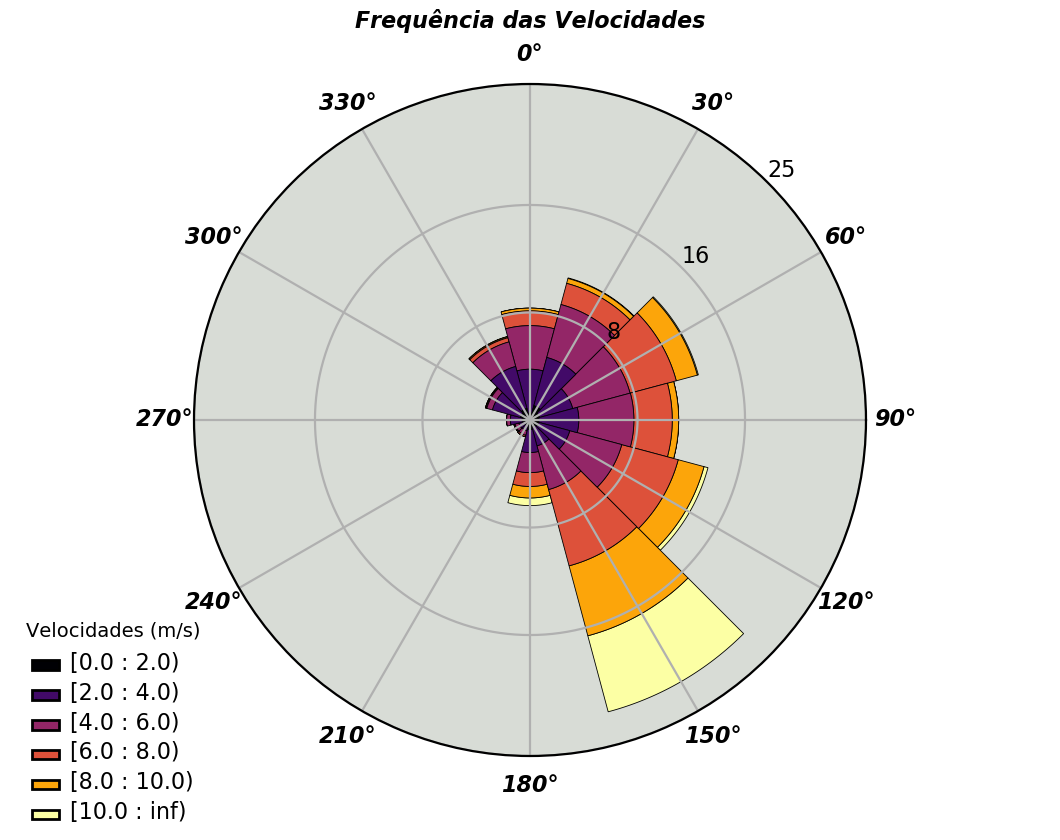 Frequência das Velocidades
0°
330°
30°
25
300°
60°
16
8
270°
90°
240°
120°
210°
150°
180°
Velocidades (m/s)
[0.0 : 2.0)
[2.0 : 4.0)
[4.0 : 6.0)
[6.0 : 8.0)
[8.0 : 10.0)
[10.0 : inf)